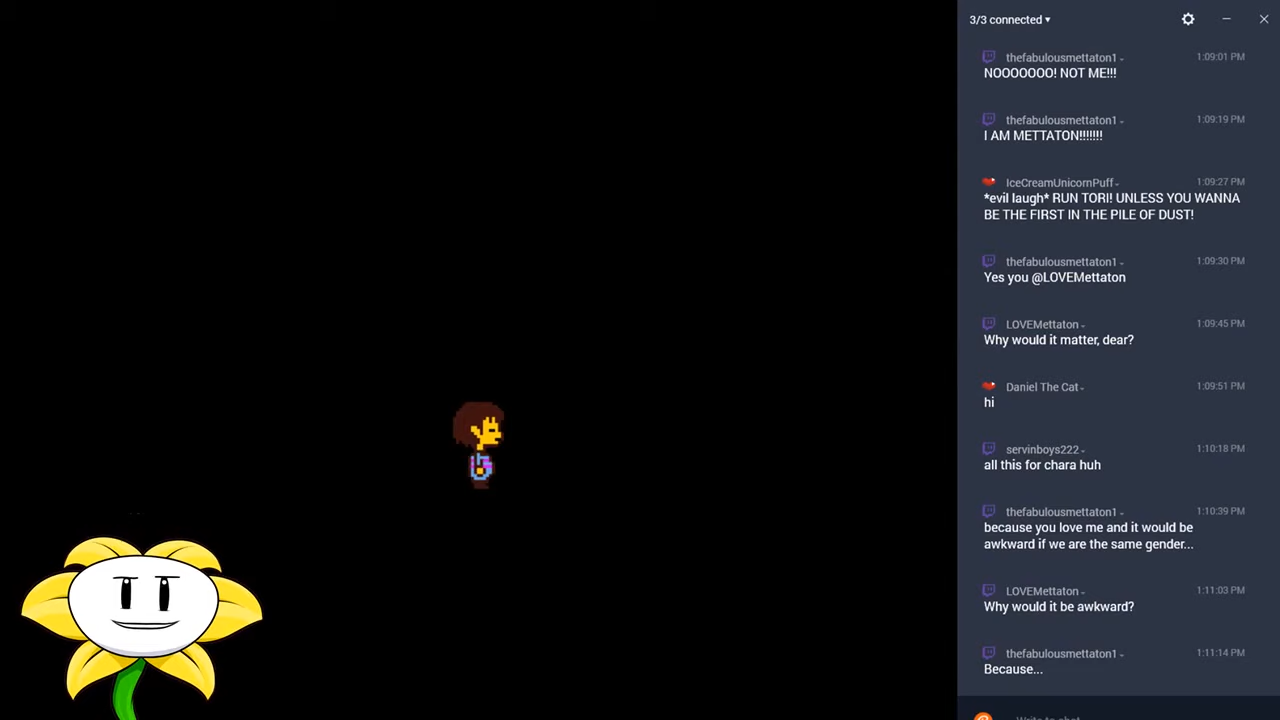 3/3 connected
thefabulousmettaton1 1:09:01 PM
NOOOOOOO! NOT ME!!!
thefabulousmettaton1 1:09:19 PM
I AM METTATON!!!!!!!
IceCreamUnicornPuff 1:09:27 PM
*evil laugh* RUN TORI! UNLESS YOU WANNA
BE THE FIRST IN THE PILE OF DUST!
thefabulousmettaton1 1:09:30 PM
Yes you @LOVEMettaton
LOVEMettaton 1:09:45 PM
Why would it matter, dear?
Daniel The Cat 1:09:51 PM
hi
servinboys222 1:10:18 PM
all this for chara huh
thefabulousmettaton1 1:10:39 PM
because you love me and it would be
awkward if we are the same gender...
LOVEMettaton 1:11:03 PM
Why would it be awkward?
thefabulousmettaton1 1:11:14 PM
Because...